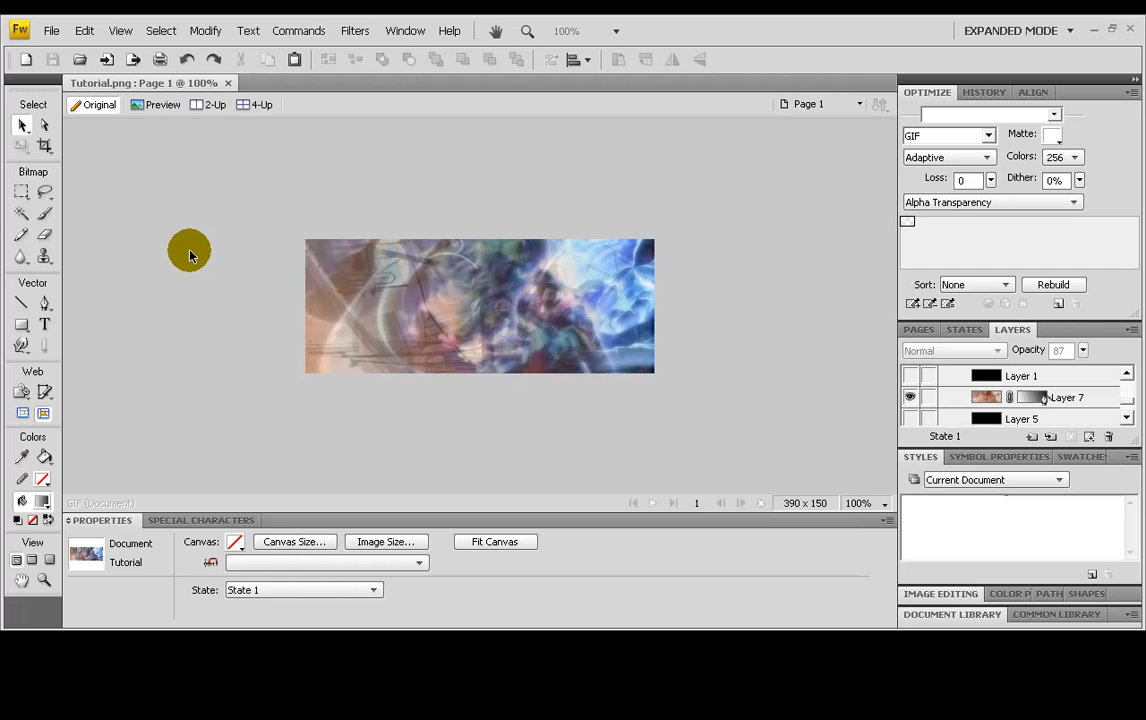 Fw File Edit View Select Modify Text Commands Filters Window Help 100% EXPANDED MODE
Tutorial.png : Page 1 @ 100%
Original Preview 2-Up 4-Up Page 1
Select
Bitmap
Vector
Web
Colors
View
OPTIMIZE HISTORY ALIGN
GIF Matte:
Adaptive Colors: 256
Loss: 0 Dither: 0%
Alpha Transparency
Sort: None Rebuild
PAGES STATES LAYERS
Normal Opacity 87
Layer 1
Layer 7
Layer 5
State 1
STYLES SYMBOL PROPERTIES SWATCHES
Current Document
IMAGE EDITING COLOR P PATH SHAPES
DOCUMENT LIBRARY COMMON LIBRARY
GIF (Document) 1 390 x 150 100%
PROPERTIES SPECIAL CHARACTERS
Document Canvas: Canvas Size... Image Size... Fit Canvas
Tutorial
State: State 1